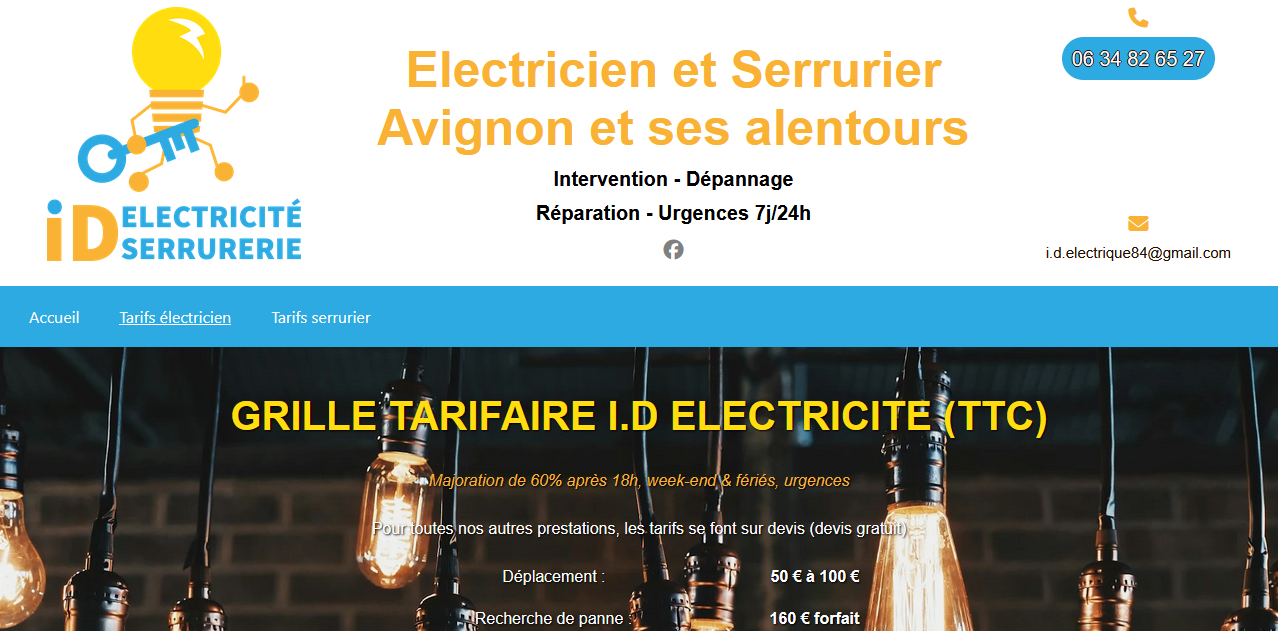 iD ELECTRICITÉ
SERRURERIE
Electricien et Serrurier
Avignon et ses alentours
Intervention - Dépannage
Réparation - Urgences 7j/24h
06 34 82 65 27
i.d.electrique84@gmail.com
Accueil Tarifs électricien Tarifs serrurier
GRILLE TARIFAIRE I.D ELECTRICITE (TTC)
Majoration de 60% après 18h, week-end & fériés, urgences
Pour toutes nos autres prestations, les tarifs se font sur devis (devis gratuit)
Déplacement : 50 € à 100 €
Recherche de panne : 160 € forfait